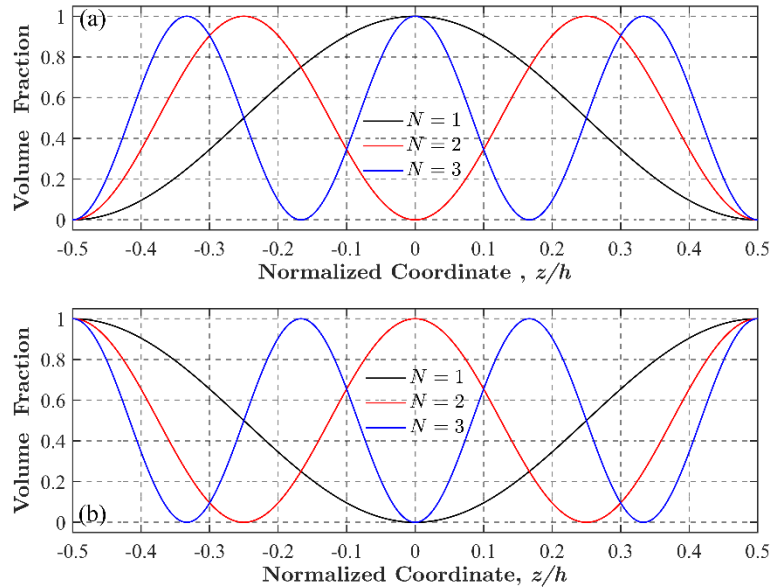 (a)
Volume Fraction
1
0.8
0.6
0.4
0.2
0
N = 1
N = 2
N = 3
-0.5 -0.4 -0.3 -0.2 -0.1 0 0.1 0.2 0.3 0.4 0.5
Normalized Coordinate , z/h
Volume Fraction
1
0.8
0.6
0.4
0.2
0
N = 1
N = 2
N = 3
(b)
-0.5 -0.4 -0.3 -0.2 -0.1 0 0.1 0.2 0.3 0.4 0.5
Normalized Coordinate, z/h